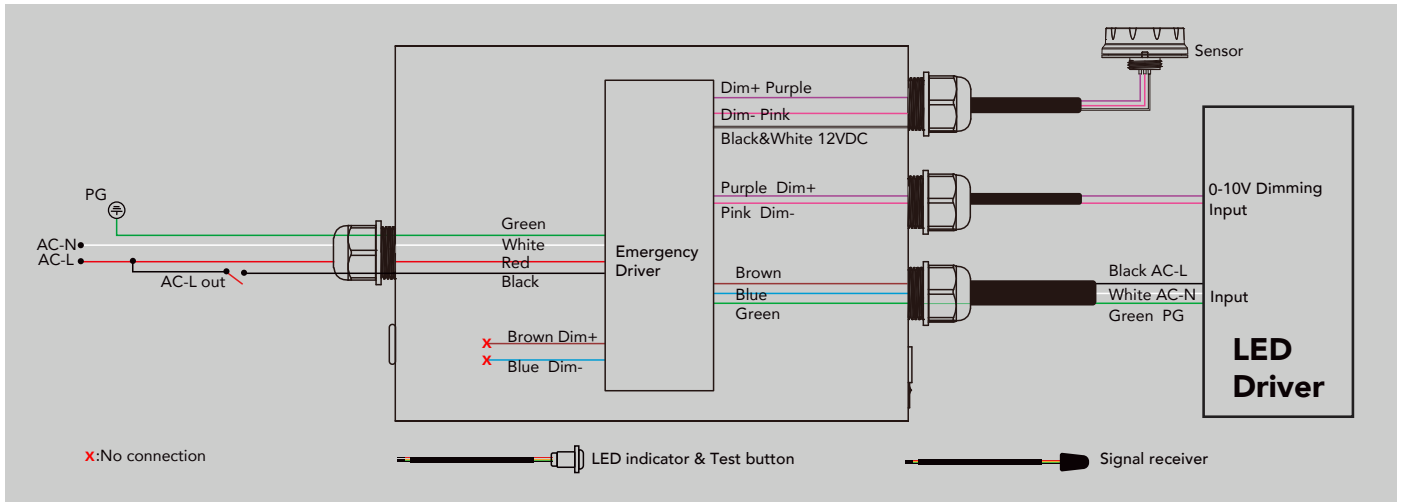 Sensor
Dim+ Purple
Dim- Pink
Black&White 12VDC
Purple Dim+
Pink Dim-
0-10V Dimming
Input
PG
Green
AC-N
White
AC-L
Red
AC-L out
Black
Emergency
Driver
Brown
Blue
Green
Black AC-L
White AC-N
Green PG
Input
LED
Driver
x Brown Dim+
x Blue Dim-
x:No connection
LED indicator & Test button
Signal receiver